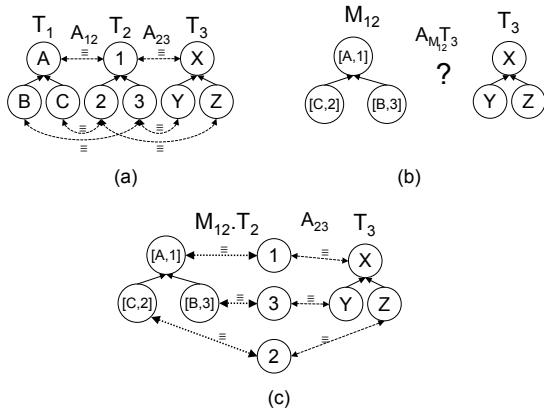 T1 A12 T2 A23 T3
A ≡ 1 ≡ X
B C 2 3 Y Z
≡ ≡
≡ ≡
(a)
M12 AM12T3 T3
[A,1] ? X
[C,2] [B,3] Y Z
(b)
M12.T2 A23 T3
[A,1] ≡ 1 ≡ X
[C,2] [B,3] ≡ 3 ≡ Y Z
≡ 2 ≡
(c)